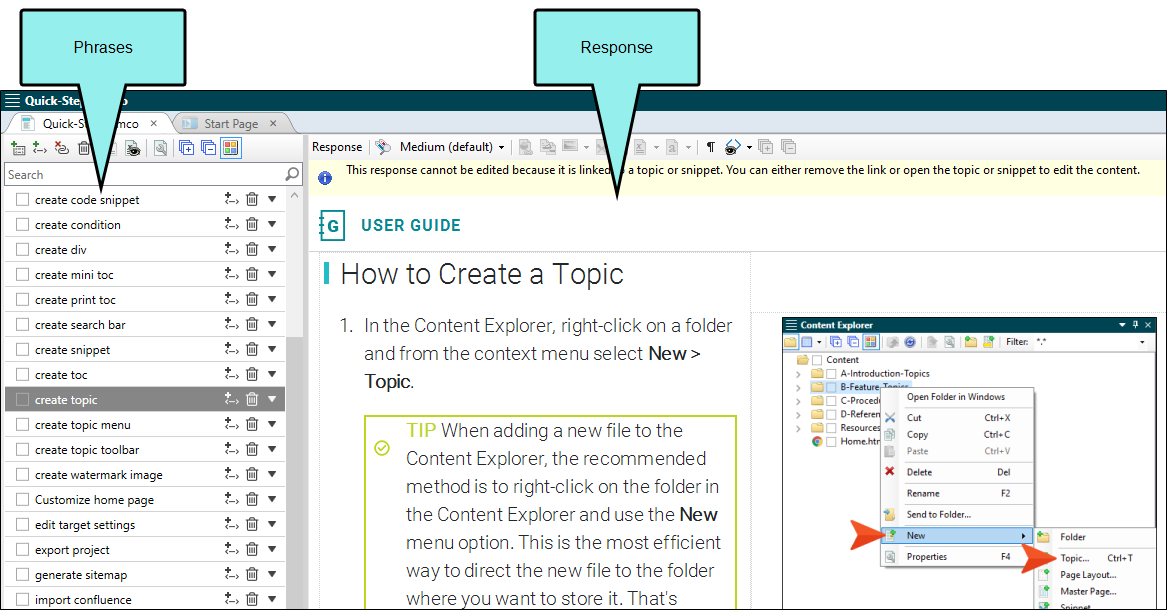 Phrases
Response
Quick-Ste
o
Quick-St
mco
Start Page
Response
Medium (default)
Search
This response cannot be edited because it is linked
o a topic or snippet. You can either remove the link or open the topic or snippet to edit the content.
create code snippet
create condition
create div
create mini toc
create print toc
create search bar
create snippet
create toc
create topic
create topic menu
create topic toolbar
create watermark image
Customize home page
edit target settings
export project
generate sitemap
import confluence
G USER GUIDE
How to Create a Topic
1. In the Content Explorer, right-click on a folder
and from the context menu select New >
Topic.
TIP When adding a new file to the
Content Explorer, the recommended
method is to right-click on the folder in
the Content Explorer and use the New
menu option. This is the most efficient
way to direct the new file to the folder
where you want to store it. That's
Content Explorer
Filter: *.*
Content
A-Introduction-Topics
B-Feature-Topics
C-Proced
D-Referen
Resources
Home.htm
Open Folder in Windows
Cut Ctrl+X
Copy Ctrl+C
Paste Ctrl+V
Delete Del
Rename F2
Send to Folder...
New
Properties F4
Folder
Topic... Ctrl+T
Page Layout...
Master Page...
Snippet